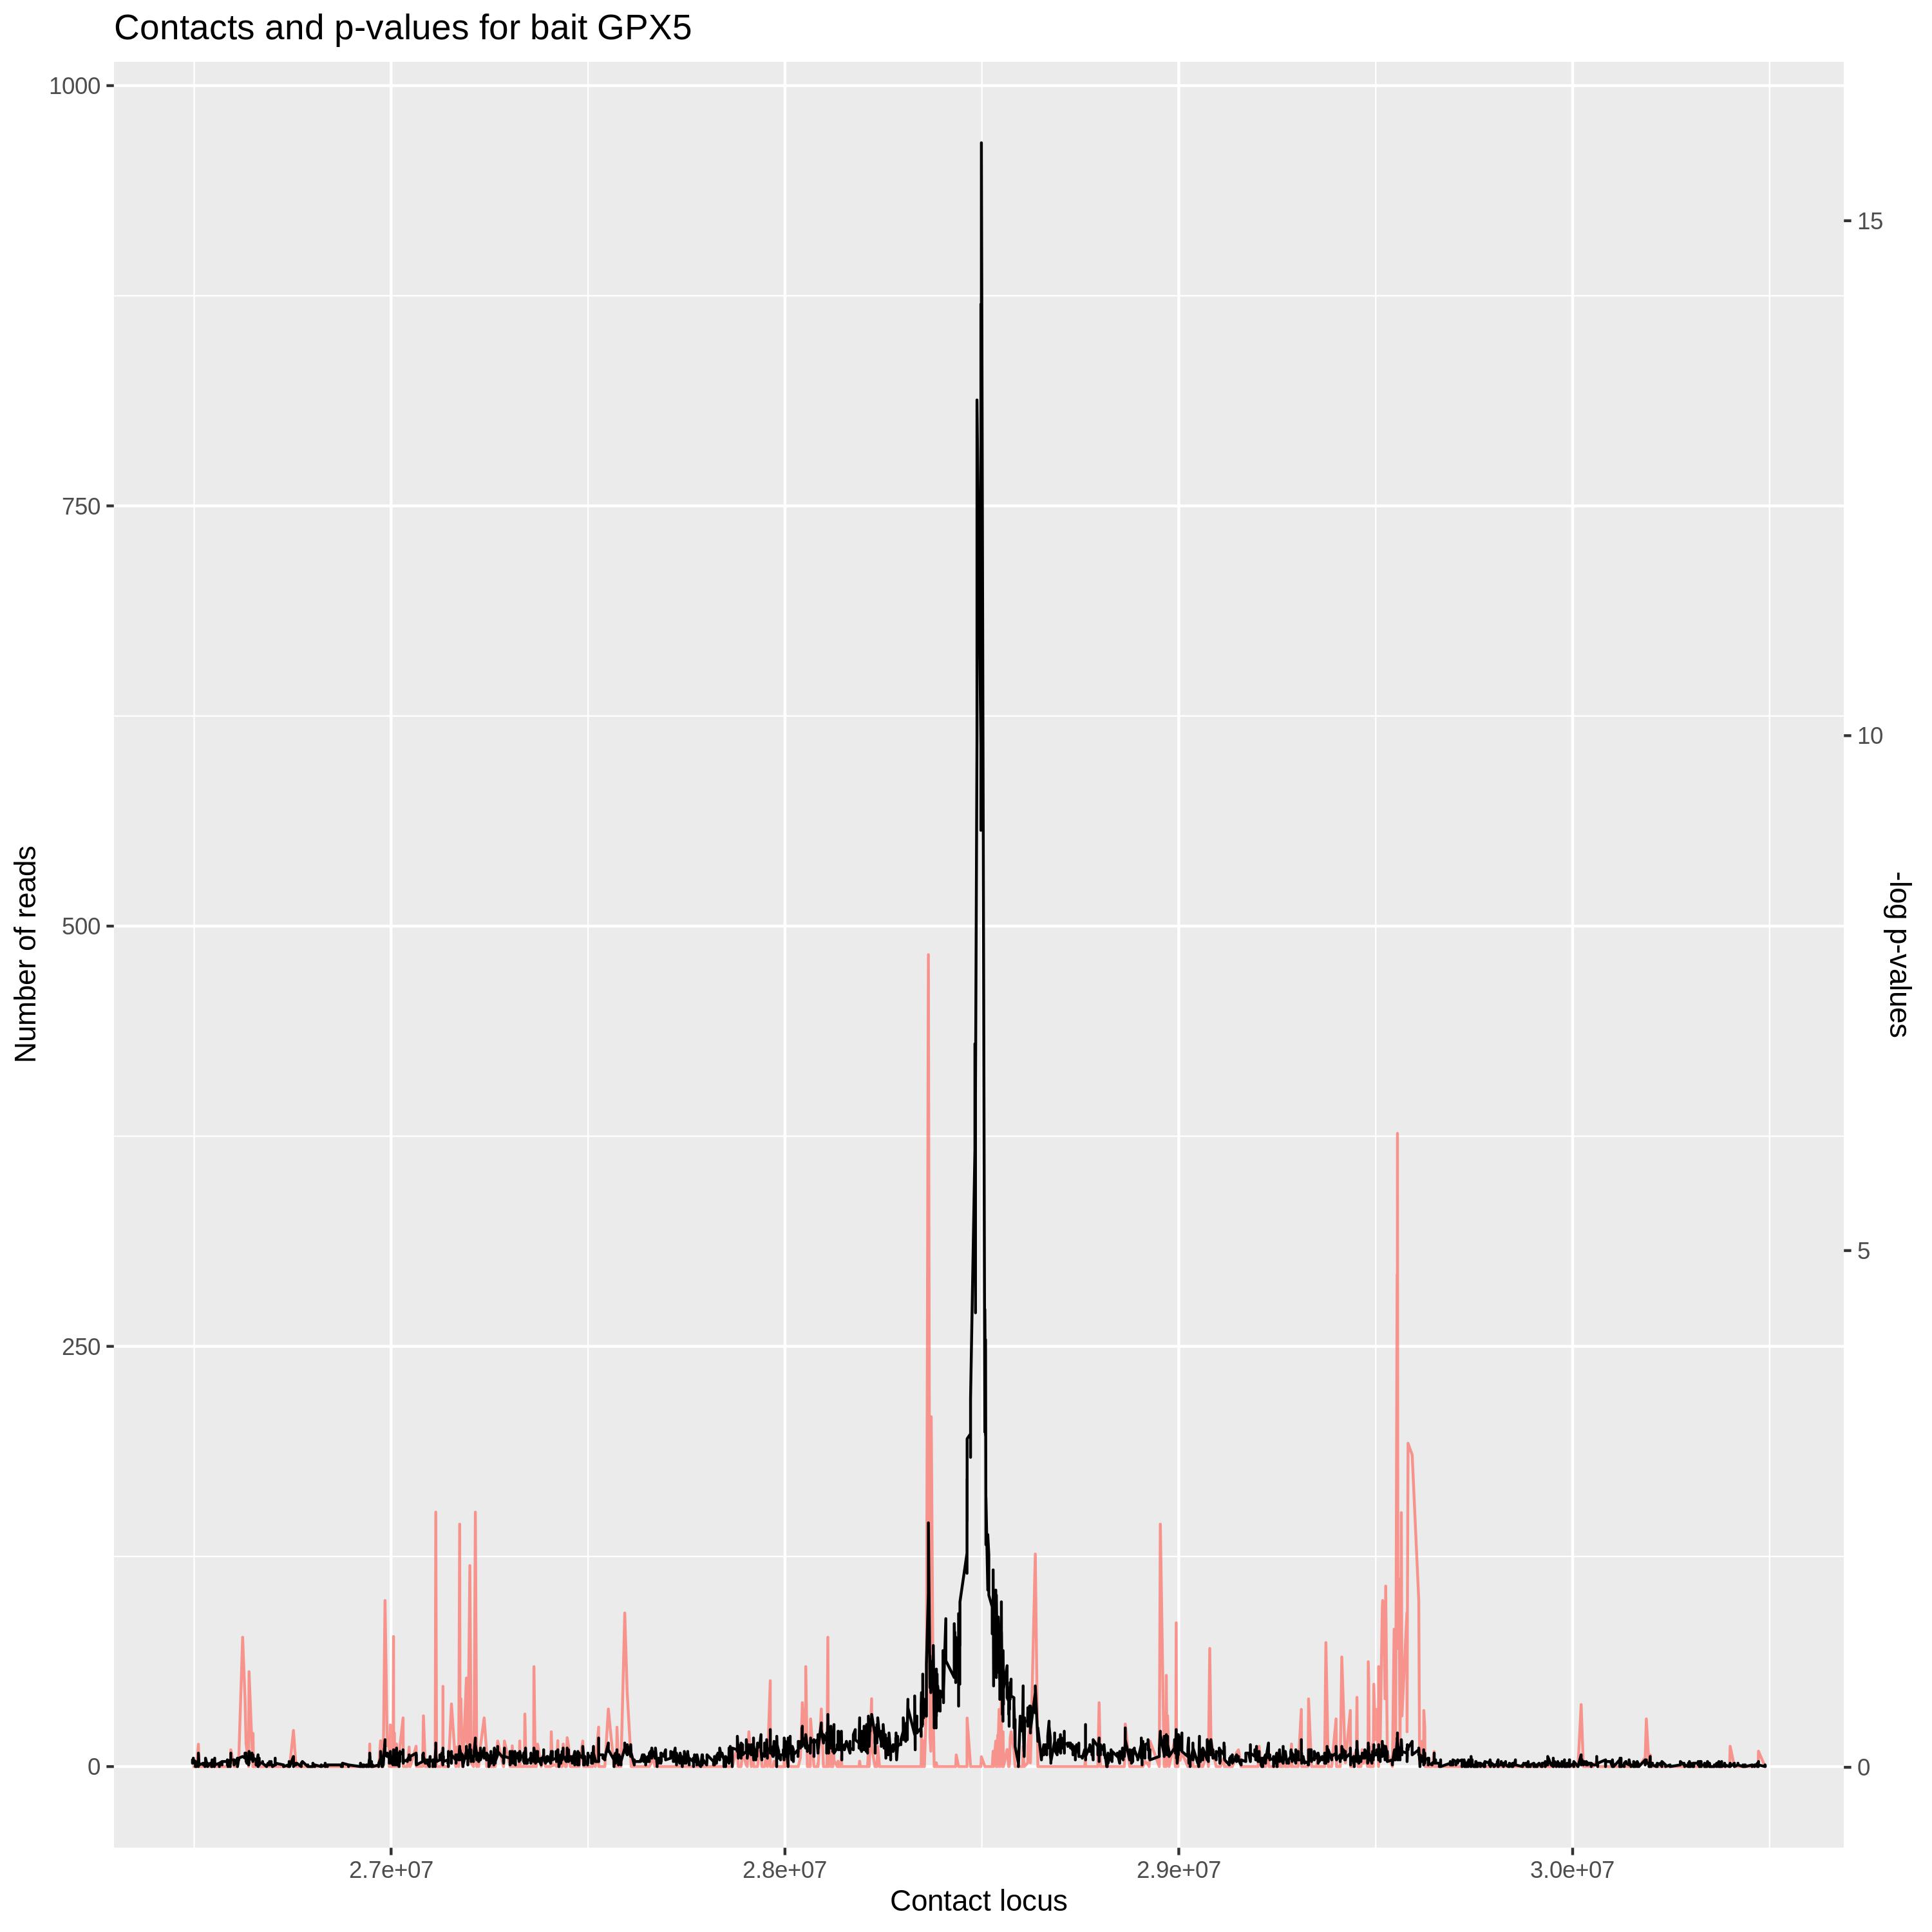 Contacts and p-values for bait GPX5
1000
750
500
250
0
Number of reads
15
10
5
0
-log p-values
2.7e+07
2.8e+07
2.9e+07
3.0e+07
Contact locus